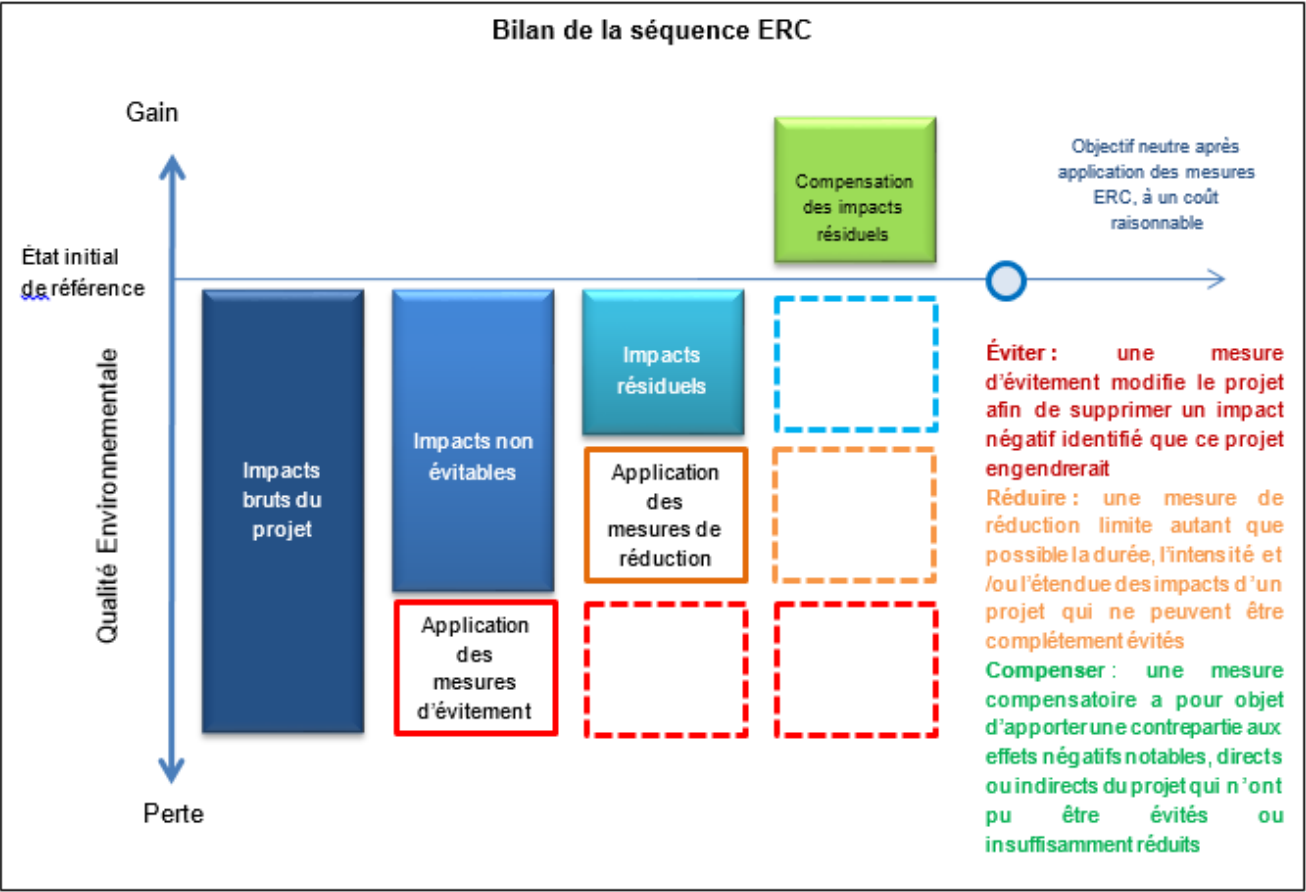 Bilan de la séquence ERC
Gain
État initial
de référence
Qualité Environnementale
Perte
Impacts
bruts du
projet
Impacts non
évitables
Application
des
mesures
d'évitement
Impacts
résiduels
Application
des
mesures de
réduction
Compensation
des impacts
résiduels
Objectif neutre après
application des mesures
ERC, à un coût
raisonnable
Éviter : une mesure
d'évitement modifie le projet
afin de supprimer un impact
négatif identifié que ce projet
engendrerait
Réduire : une mesure de
réduction limite autant que
possible la durée, l'intensité et
/ou l'étendue des impacts d'un
projet qui ne peuvent être
complétement évités
Compenser : une mesure
compensatoire a pour objet
d'apporter une contrepartie aux
effets négatifs notables, directs
ou indirects du projet qui n'ont
pu être évités ou
insuffisamment réduits